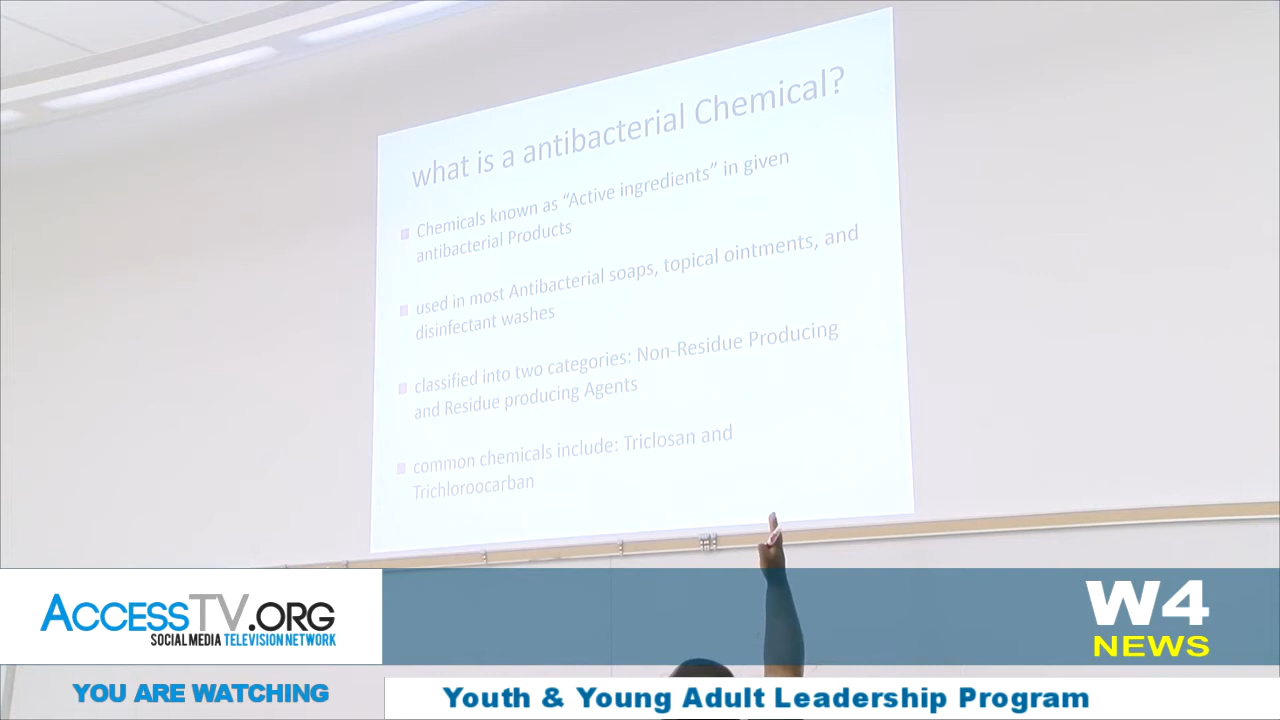 what is a antibacterial Chemical?
Chemicals known as “Active ingredients” in given
antibacterial Products
used in most Antibacterial soaps, topical ointments, and
disinfectant washes
classified into two categories: Non-Residue Producing
and Residue producing Agents
common chemicals include: Triclosan and
Trichloroocarban
ACCESSTV.ORG
SOCIAL MEDIA TELEVISION NETWORK
W4
NEWS
YOU ARE WATCHING
Youth & Young Adult Leadership Program